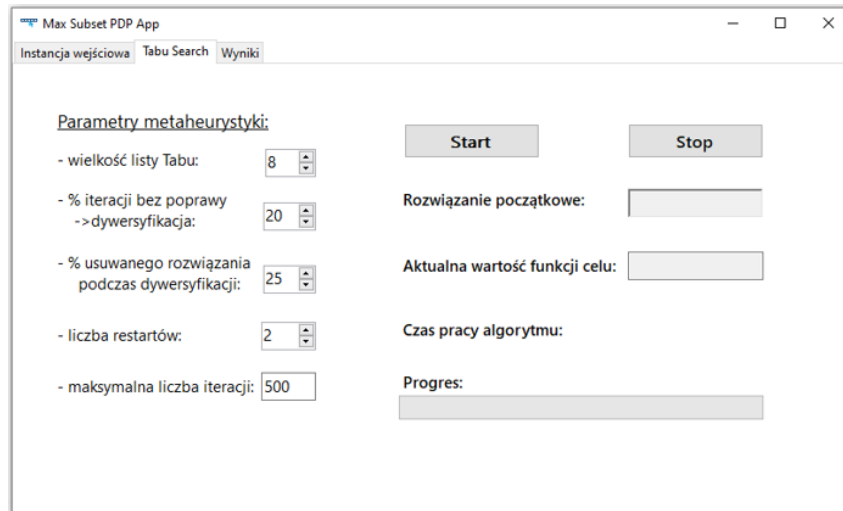 Max Subset PDP App
Instancja wejściowa Tabu Search Wyniki
Parametry metaheurystyki:
- wielkość listy Tabu: 8
- % iteracji bez poprawy
->dywersyfikacja: 20
- % usuwanego rozwiązania
podczas dywersyfikacji: 25
- liczba restartów: 2
- maksymalna liczba iteracji: 500
Start Stop
Rozwiązanie początkowe:
Aktualna wartość funkcji celu:
Czas pracy algorytmu:
Progres: